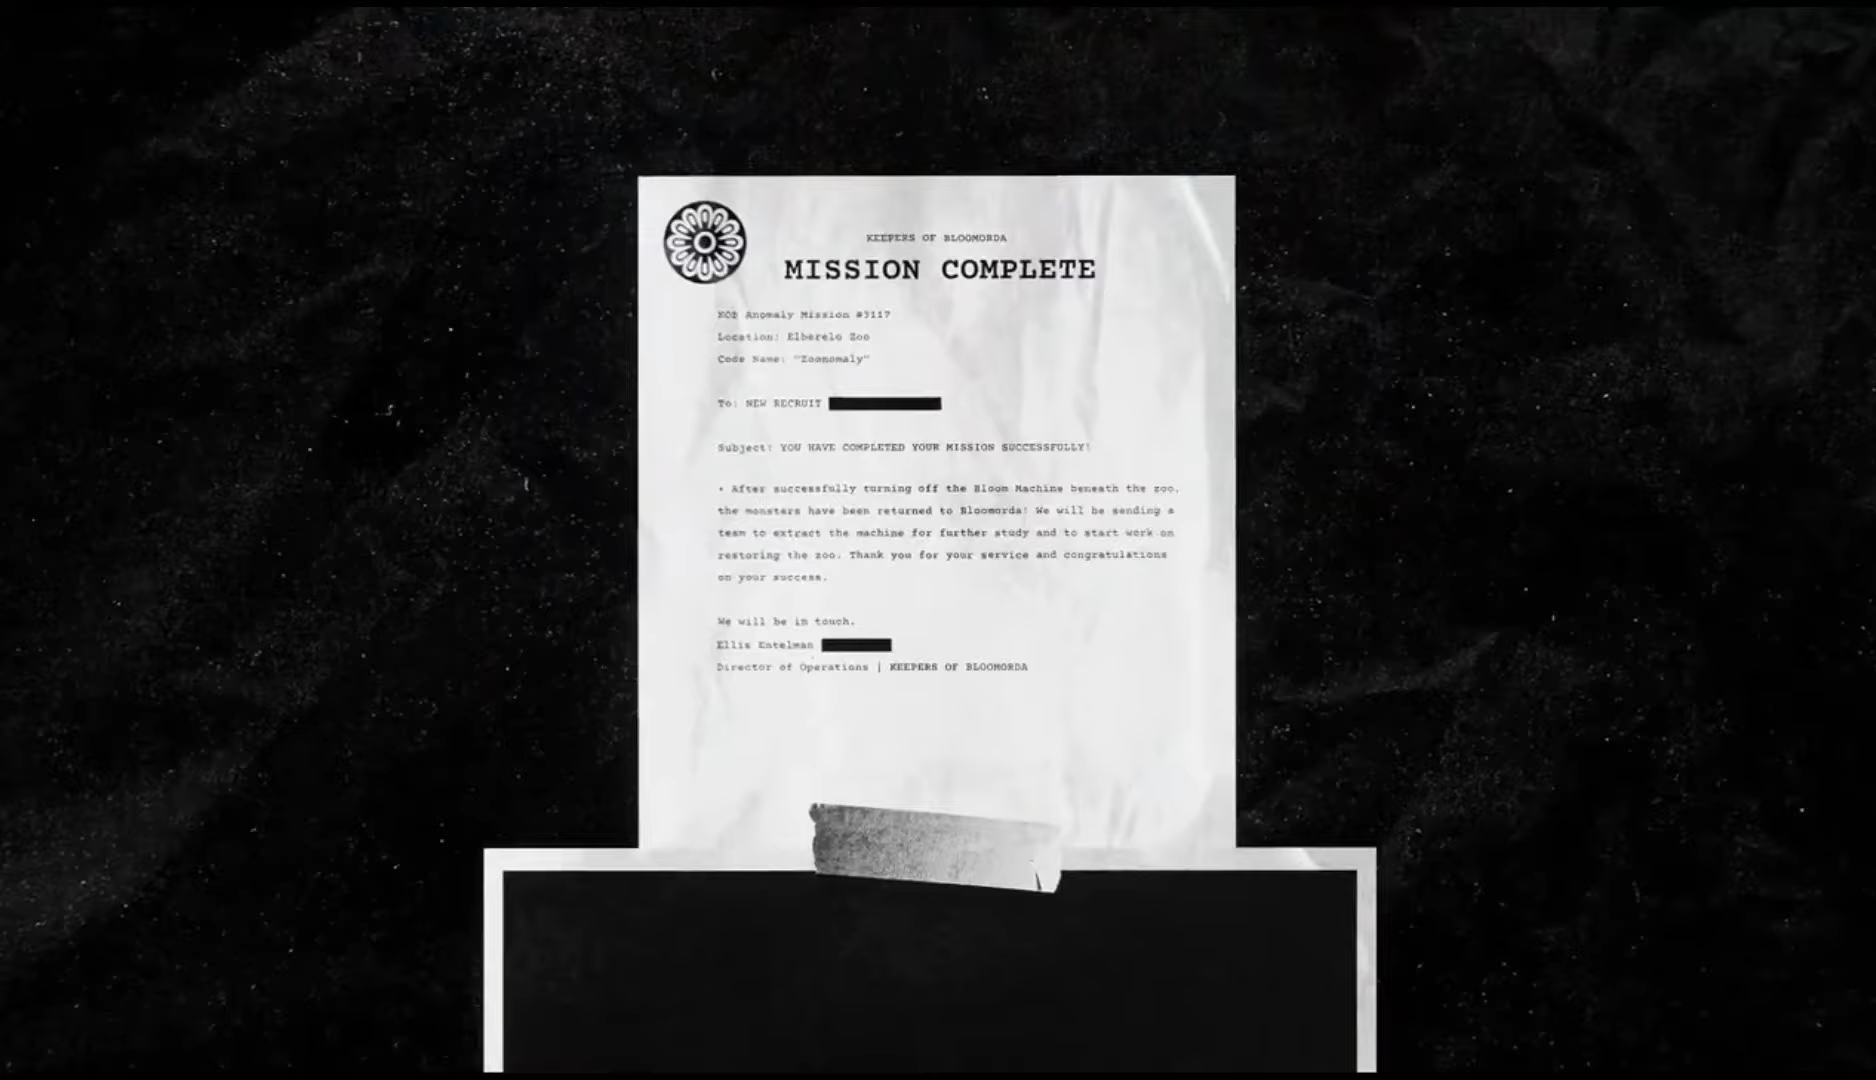 KEEPERS OF BLOOMORDA
MISSION COMPLETE
KOB Anomaly Mission #3117
Location: Elberelo Zoo
Code Name: "Zoonomaly"
To: NEW RECRUIT
Subject: YOU HAVE COMPLETED YOUR MISSION SUCCESSFULLY!
• After successfully turning off the Bloom Machine beneath the zoo,
the monsters have been returned to Bloomorda! We will be sending a
team to extract the machine for further study and to start work on
restoring the zoo. Thank you for your service and congratulations
on your success.
We will be in touch.
Ellis Entelman
Director of Operations | KEEPERS OF BLOOMORDA